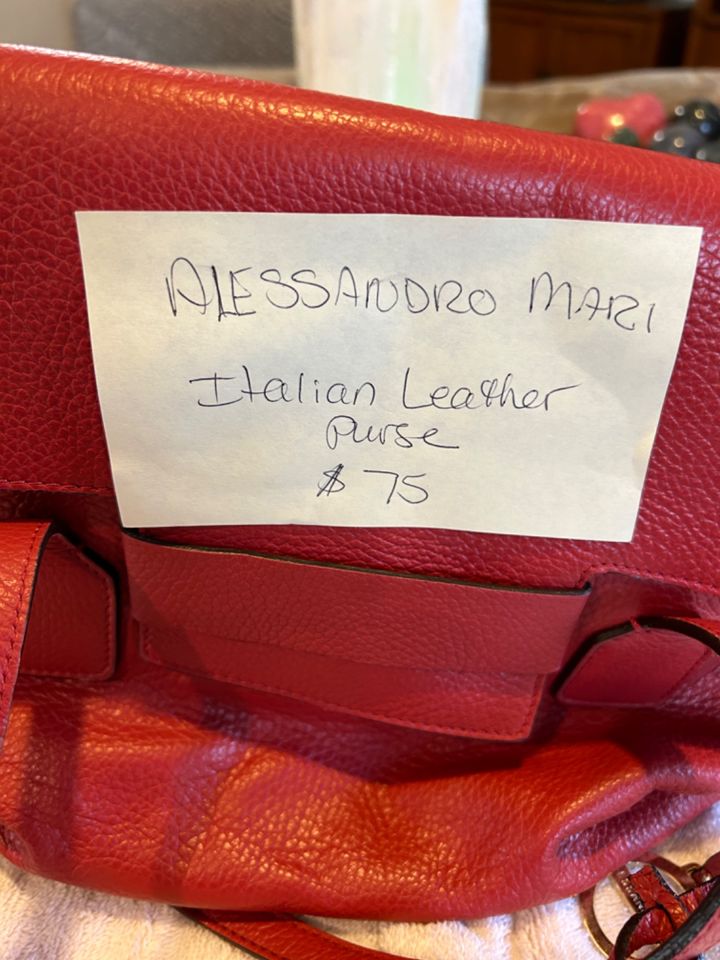 ALESSANDRO MARI
Italian Leather
purse
$ 75